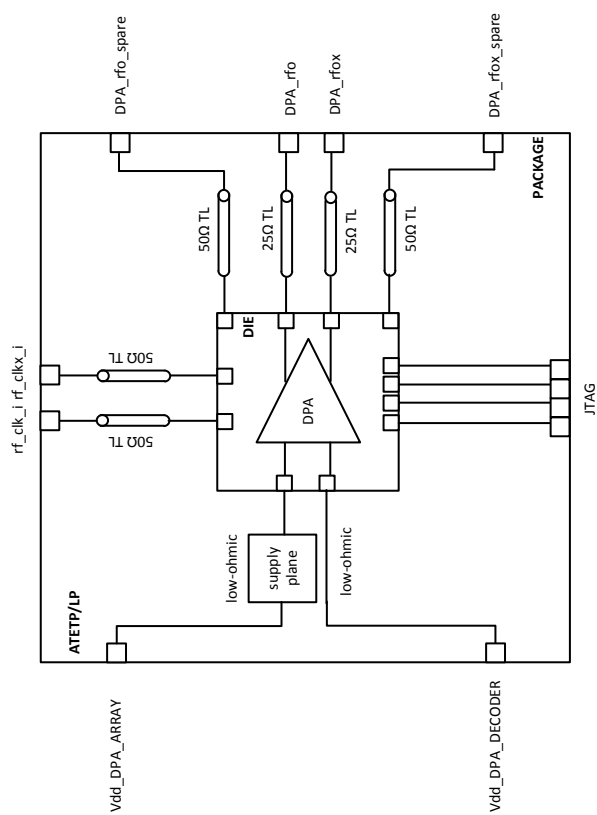 DPA_rfo_spare
DPA_rfo
DPA_rfox
DPA_rfox_spare
PACKAGE
50Ω TL
25Ω TL
25Ω TL
50Ω TL
rf_clk_i rf_clkx_i
50Ω TL
50Ω TL
DIE
DPA
JTAG
low-ohmic
supply
plane
low-ohmic
ATETP/LP
Vdd_DPA_ARRAY
Vdd_DPA_DECODER